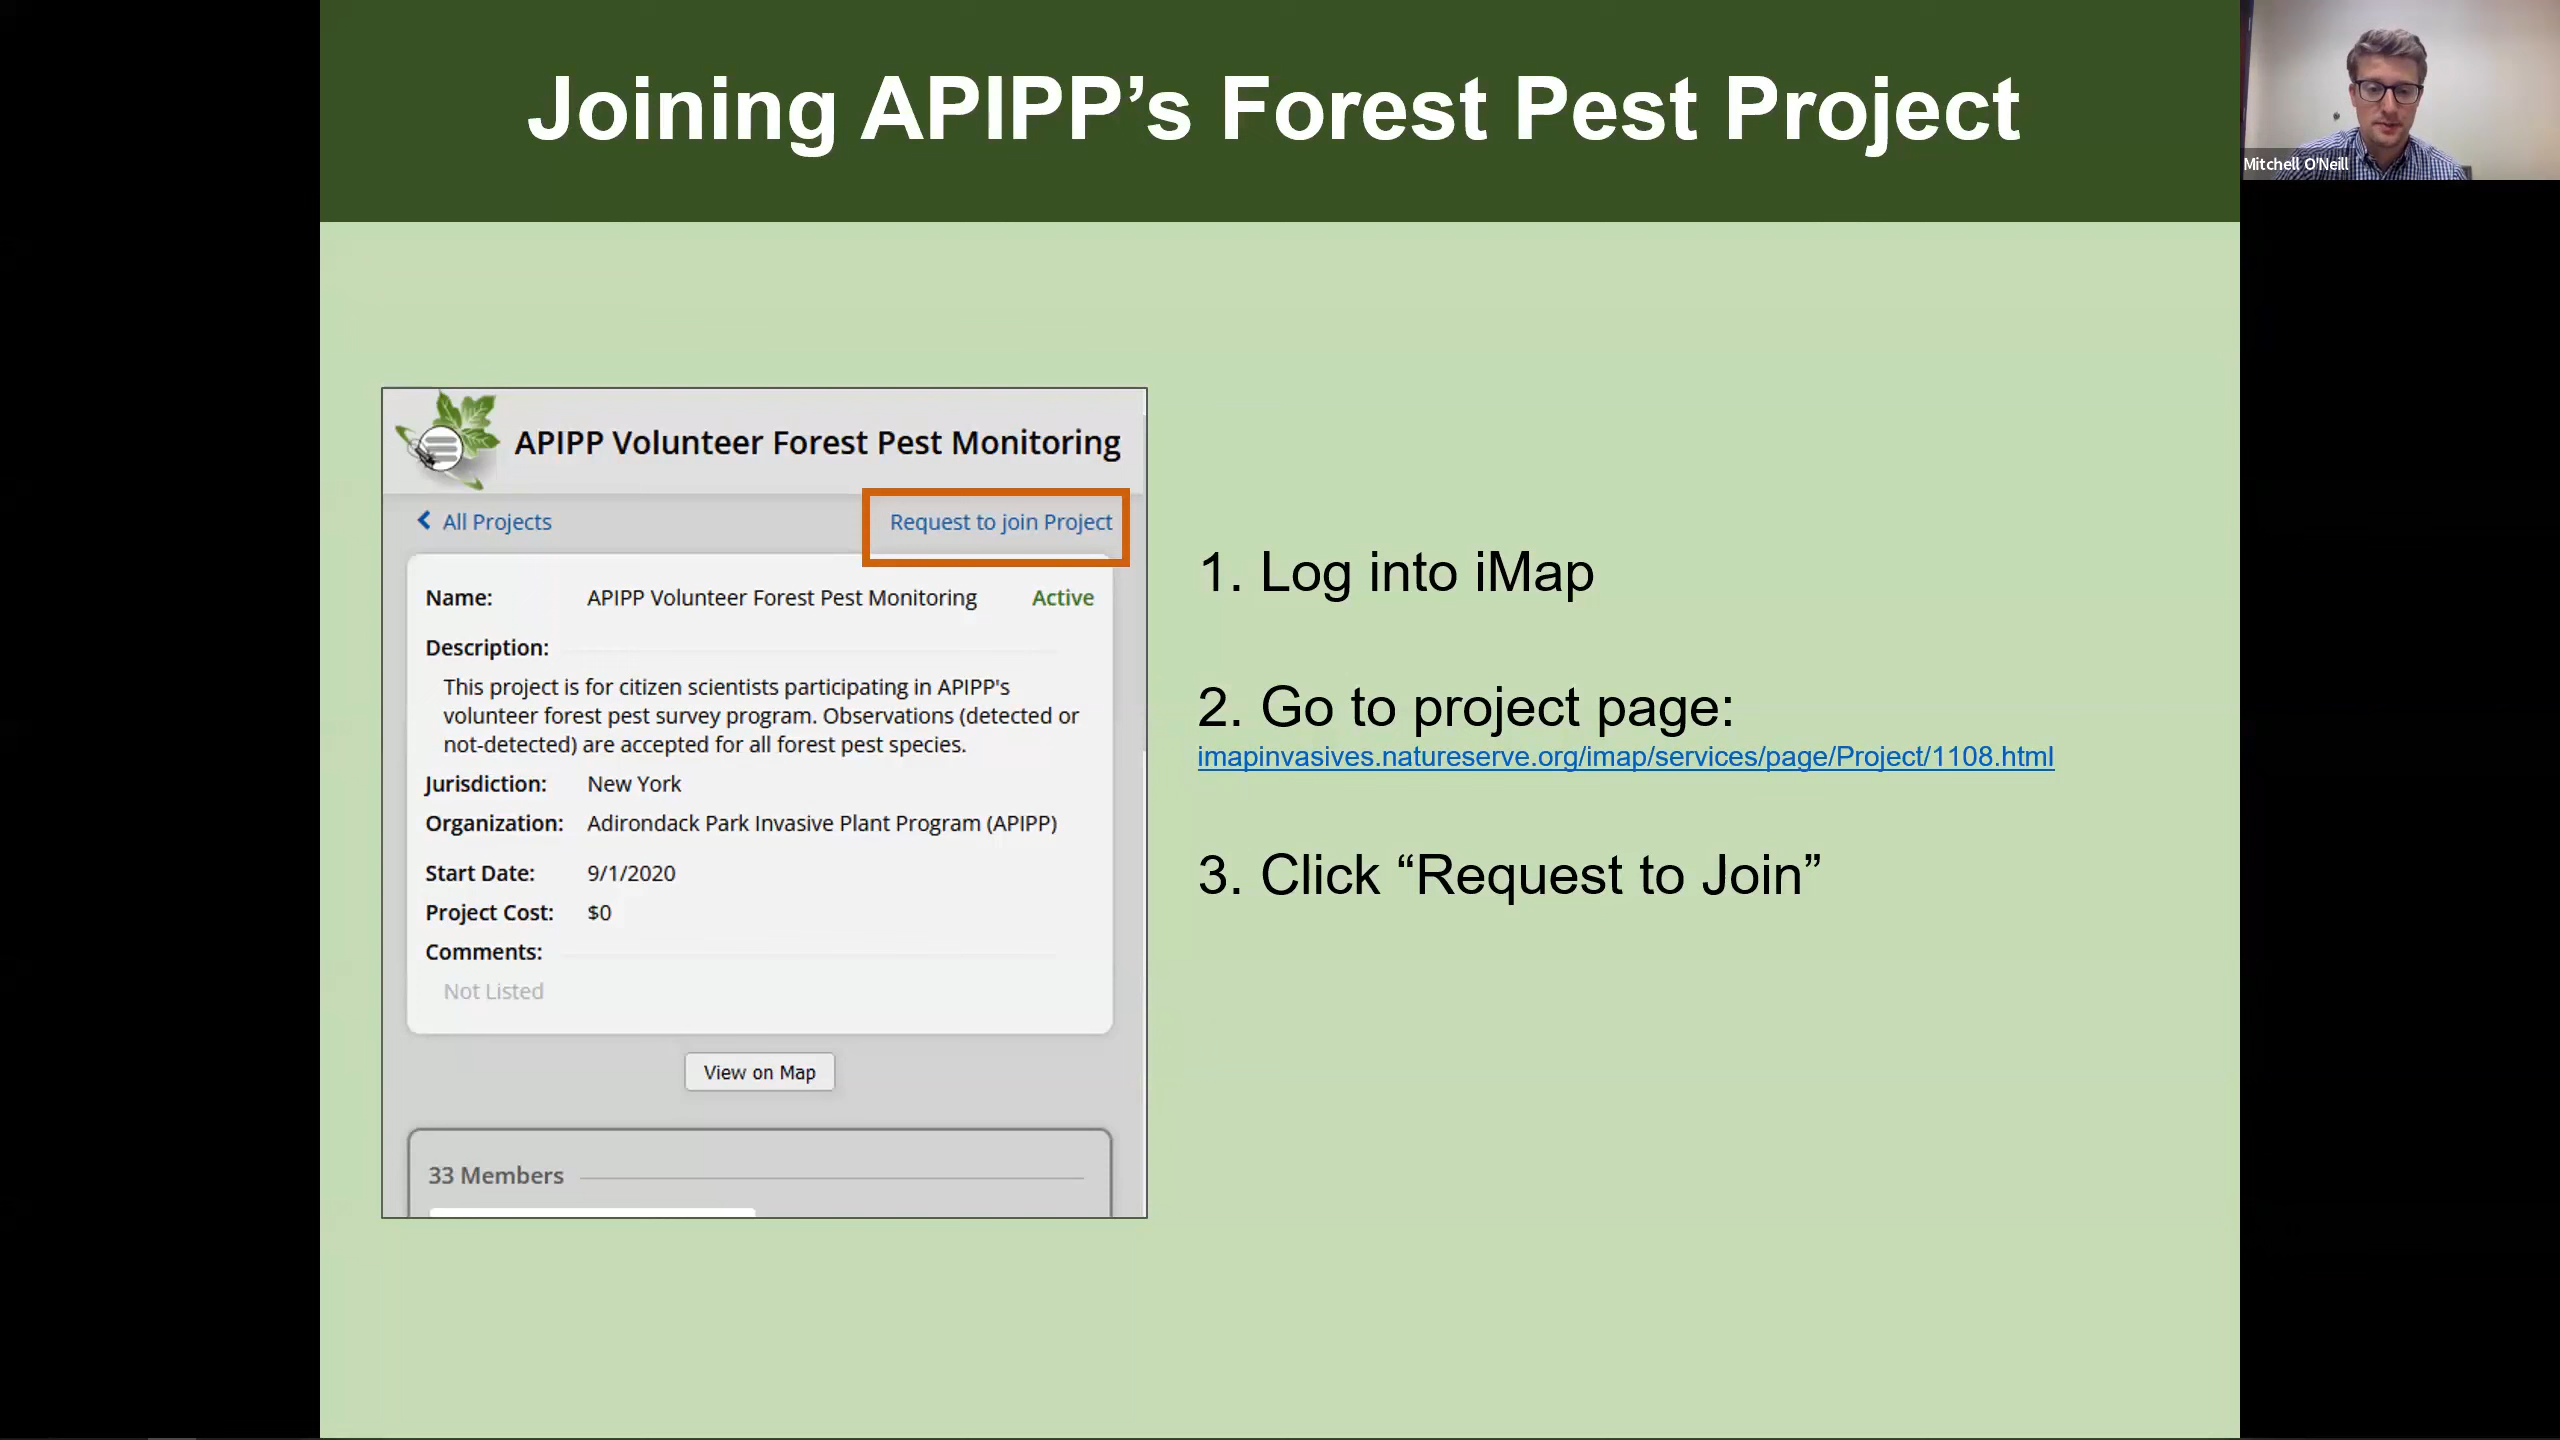 Joining APIPP’s Forest Pest Project
Mitchell O'Neill
APIPP Volunteer Forest Pest Monitoring
All Projects
Request to join Project
Name: APIPP Volunteer Forest Pest Monitoring Active
Description:
This project is for citizen scientists participating in APIPP's
volunteer forest pest survey program. Observations (detected or
not-detected) are accepted for all forest pest species.
Jurisdiction: New York
Organization: Adirondack Park Invasive Plant Program (APIPP)
Start Date: 9/1/2020
Project Cost: $0
Comments:
Not Listed
View on Map
33 Members
1. Log into iMap
2. Go to project page:
imapinvasives.natureserve.org/imap/services/page/Project/1108.html
3. Click “Request to Join”